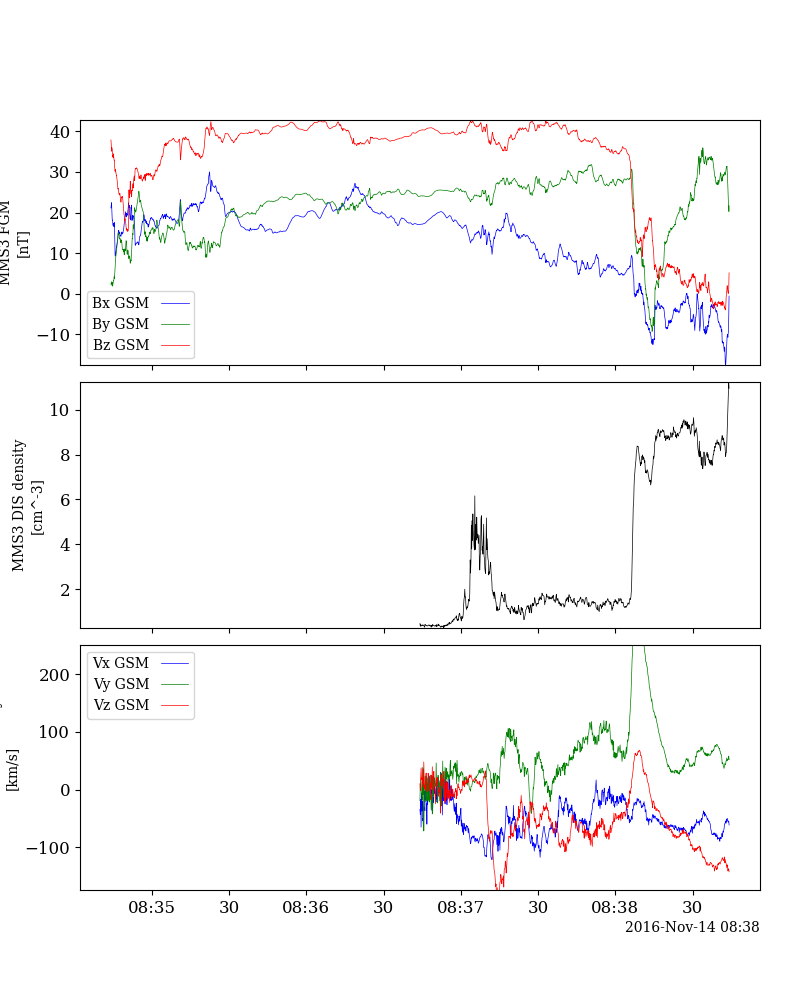 40
30
20
10
0
−10
MMS3 FGM
[nT]
Bx GSM
By GSM
Bz GSM
10
8
6
4
2
MMS3 DIS density
[cm^-3]
200
100
0
−100
[km/s]
Vx GSM
Vy GSM
Vz GSM
08:35 30 08:36 30 08:37 30 08:38 30
2016-Nov-14 08:38